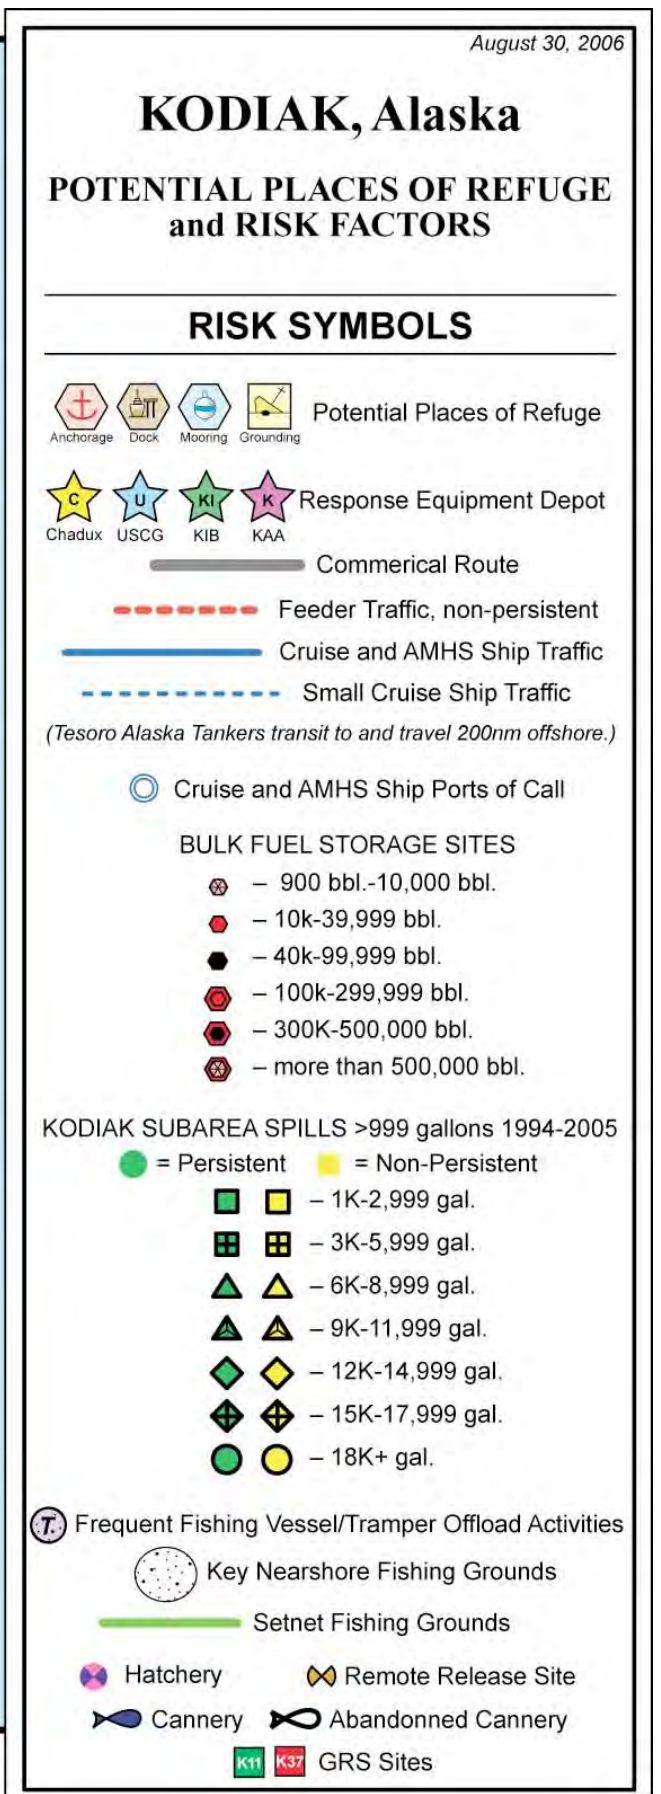 August 30, 2006
KODIAK, Alaska
POTENTIAL PLACES OF REFUGE
and RISK FACTORS
RISK SYMBOLS
Anchorage Dock Mooring Grounding Potential Places of Refuge
C U KI K Response Equipment Depot
Chadux USCG KIB KAA
Commerical Route
Feeder Traffic, non-persistent
Cruise and AMHS Ship Traffic
Small Cruise Ship Traffic
(Tesoro Alaska Tankers transit to and travel 200nm offshore.)
Cruise and AMHS Ship Ports of Call
BULK FUEL STORAGE SITES
– 900 bbl.-10,000 bbl.
– 10k-39,999 bbl.
– 40k-99,999 bbl.
– 100k-299,999 bbl.
– 300K-500,000 bbl.
– more than 500,000 bbl.
KODIAK SUBAREA SPILLS >999 gallons 1994-2005
= Persistent = Non-Persistent
– 1K-2,999 gal.
– 3K-5,999 gal.
– 6K-8,999 gal.
– 9K-11,999 gal.
– 12K-14,999 gal.
– 15K-17,999 gal.
– 18K+ gal.
T. Frequent Fishing Vessel/Tramper Offload Activities
Key Nearshore Fishing Grounds
Setnet Fishing Grounds
Hatchery Remote Release Site
Cannery Abandonned Cannery
K11 K37 GRS Sites